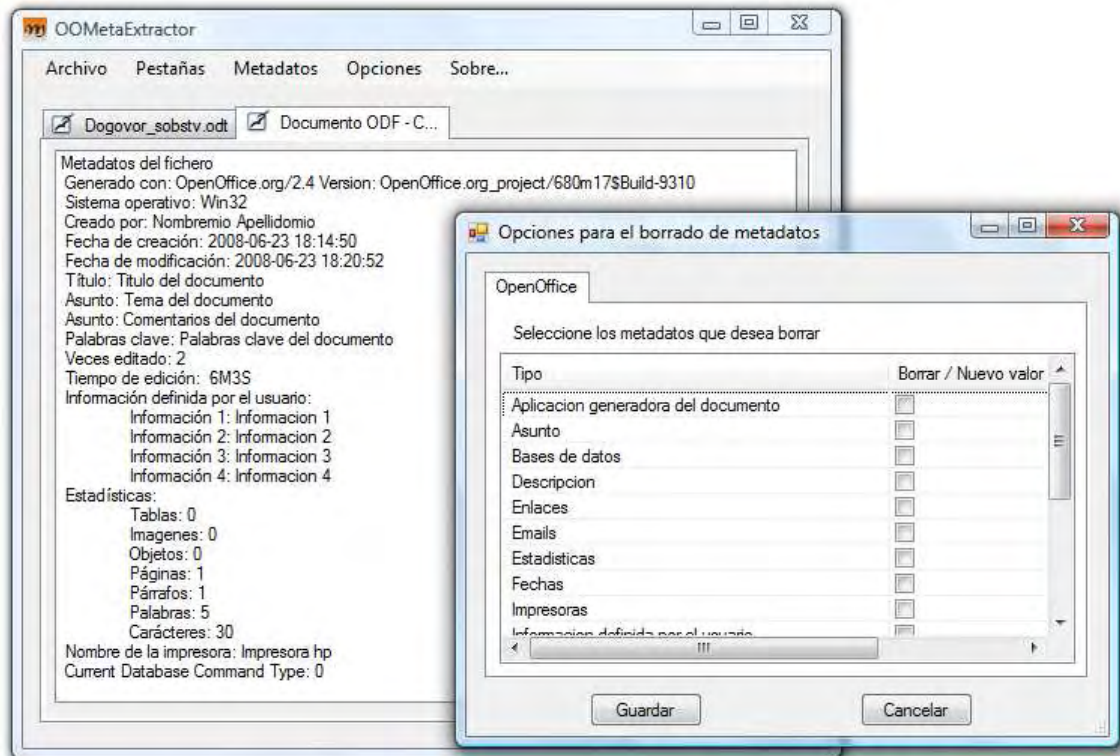 OOMetaExtractor
Archivo Pestañas Metadatos Opciones Sobre...
Dogovor_sobstv.odt Documento ODF - C...
Metadatos del fichero
Generado con: OpenOffice.org/2.4 Version: OpenOffice.org_project/680m17$Build-9310
Sistema operativo: Win32
Creado por: Nombremio Apellidomio
Fecha de creación: 2008-06-23 18:14:50
Fecha de modificación: 2008-06-23 18:20:52
Título: Titulo del documento
Asunto: Tema del documento
Asunto: Comentarios del documento
Palabras clave: Palabras clave del documento
Veces editado: 2
Tiempo de edición: 6M3S
Información definida por el usuario:
Información 1: Informacion 1
Información 2: Informacion 2
Información 3: Informacion 3
Información 4: Informacion 4
Estadísticas:
Tablas: 0
Imagenes: 0
Objetos: 0
Páginas: 1
Párrafos: 1
Palabras: 5
Carácteres: 30
Nombre de la impresora: Impresora hp
Current Database Command Type: 0
Opciones para el borrado de metadatos
OpenOffice
Seleccione los metadatos que desea borrar
Tipo Borrar / Nuevo valor
Aplicacion generadora del documento
Asunto
Bases de datos
Descripcion
Enlaces
Emails
Estadisticas
Fechas
Impresoras
Informacion definida por el usuario
Guardar Cancelar